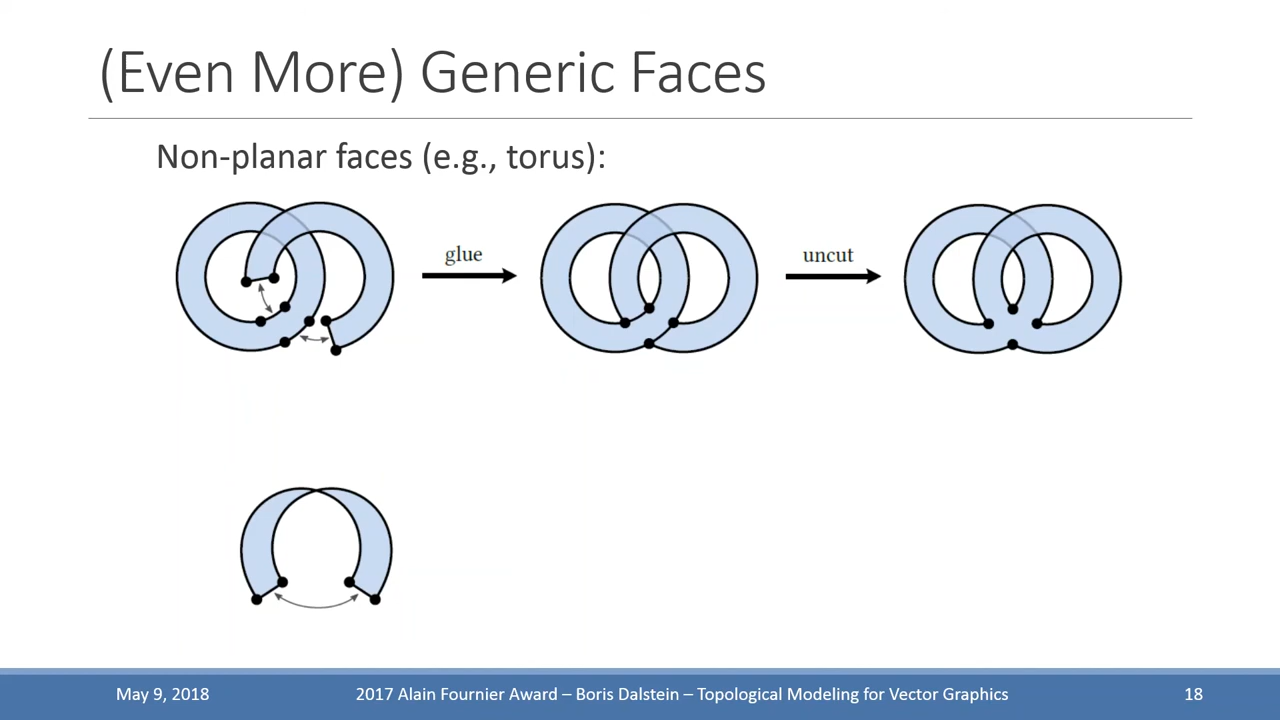 (Even More) Generic Faces
Non-planar faces (e.g., torus):
glue
uncut
May 9, 2018
2017 Alain Fournier Award – Boris Dalstein – Topological Modeling for Vector Graphics
18